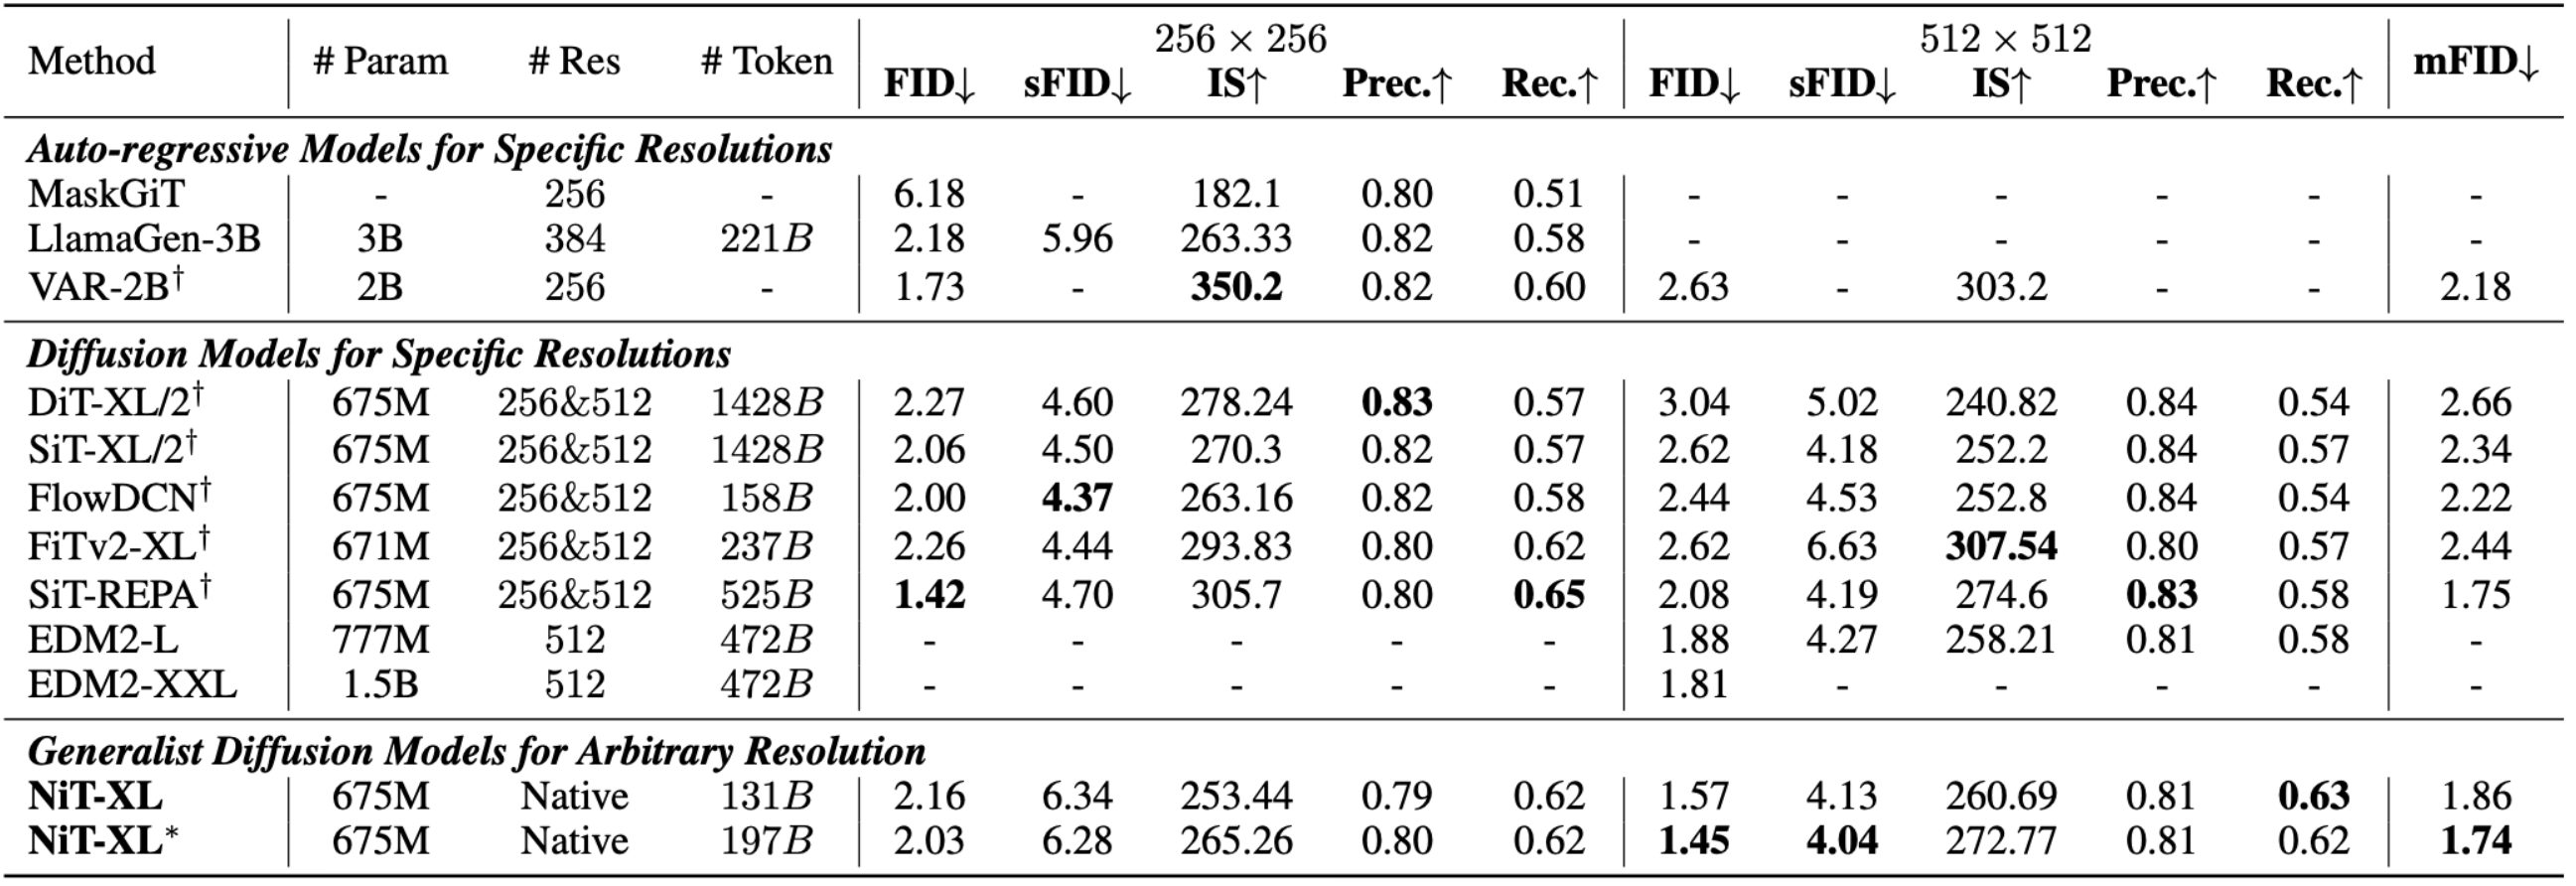 Method # Param # Res # Token 256 × 256 512 × 512 mFID↓
FID↓ sFID↓ IS↑ Prec.↑ Rec.↑ FID↓ sFID↓ IS↑ Prec.↑ Rec.↑
Auto-regressive Models for Specific Resolutions
MaskGiT - 256 - 6.18 - 182.1 0.80 0.51 - - - - - -
LlamaGen-3B 3B 384 221B 2.18 5.96 263.33 0.82 0.58 - - - - - -
VAR-2B† 2B 256 - 1.73 - 350.2 0.82 0.60 2.63 - 303.2 - - 2.18
Diffusion Models for Specific Resolutions
DiT-XL/2† 675M 256&512 1428B 2.27 4.60 278.24 0.83 0.57 3.04 5.02 240.82 0.84 0.54 2.66
SiT-XL/2† 675M 256&512 1428B 2.06 4.50 270.3 0.82 0.57 2.62 4.18 252.2 0.84 0.57 2.34
FlowDCN† 675M 256&512 158B 2.00 4.37 263.16 0.82 0.58 2.44 4.53 252.8 0.84 0.54 2.22
FiTv2-XL† 671M 256&512 237B 2.26 4.44 293.83 0.80 0.62 2.62 6.63 307.54 0.80 0.57 2.44
SiT-REPA† 675M 256&512 525B 1.42 4.70 305.7 0.80 0.65 2.08 4.19 274.6 0.83 0.58 1.75
EDM2-L 777M 512 472B - - - - - 1.88 4.27 258.21 0.81 0.58 -
EDM2-XXL 1.5B 512 472B - - - - - 1.81 - - - - -
Generalist Diffusion Models for Arbitrary Resolution
NiT-XL 675M Native 131B 2.16 6.34 253.44 0.79 0.62 1.57 4.13 260.69 0.81 0.63 1.86
NiT-XL* 675M Native 197B 2.03 6.28 265.26 0.80 0.62 1.45 4.04 272.77 0.81 0.62 1.74